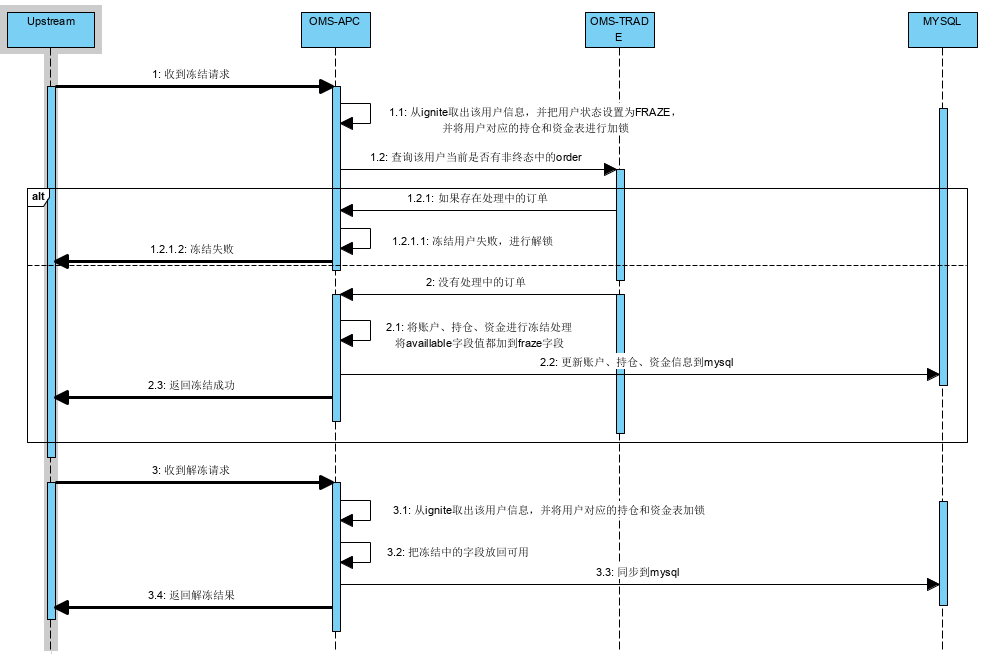 Upstream
OMS-APC
OMS-TRAD
E
MYSQL
1: 收到冻结请求
1.1: 从ignite取出该用户信息，并把用户状态设置为FRAZE，
并将用户对应的持仓和资金表进行加锁
1.2: 查询该用户当前是否有非终态中的order
alt
1.2.1: 如果存在处理中的订单
1.2.1.1: 冻结用户失败，进行解锁
1.2.1.2: 冻结失败
2: 没有处理中的订单
2.1: 将账户、持仓、资金进行冻结处理
将availlable字段值都加到fraze字段
2.2: 更新账户、持仓、资金信息到mysql
2.3: 返回冻结成功
3: 收到解冻请求
3.1: 从ignite取出该用户信息，并将用户对应的持仓和资金表加锁
3.2: 把冻结中的字段放回可用
3.3: 同步到mysql
3.4: 返回解冻结果